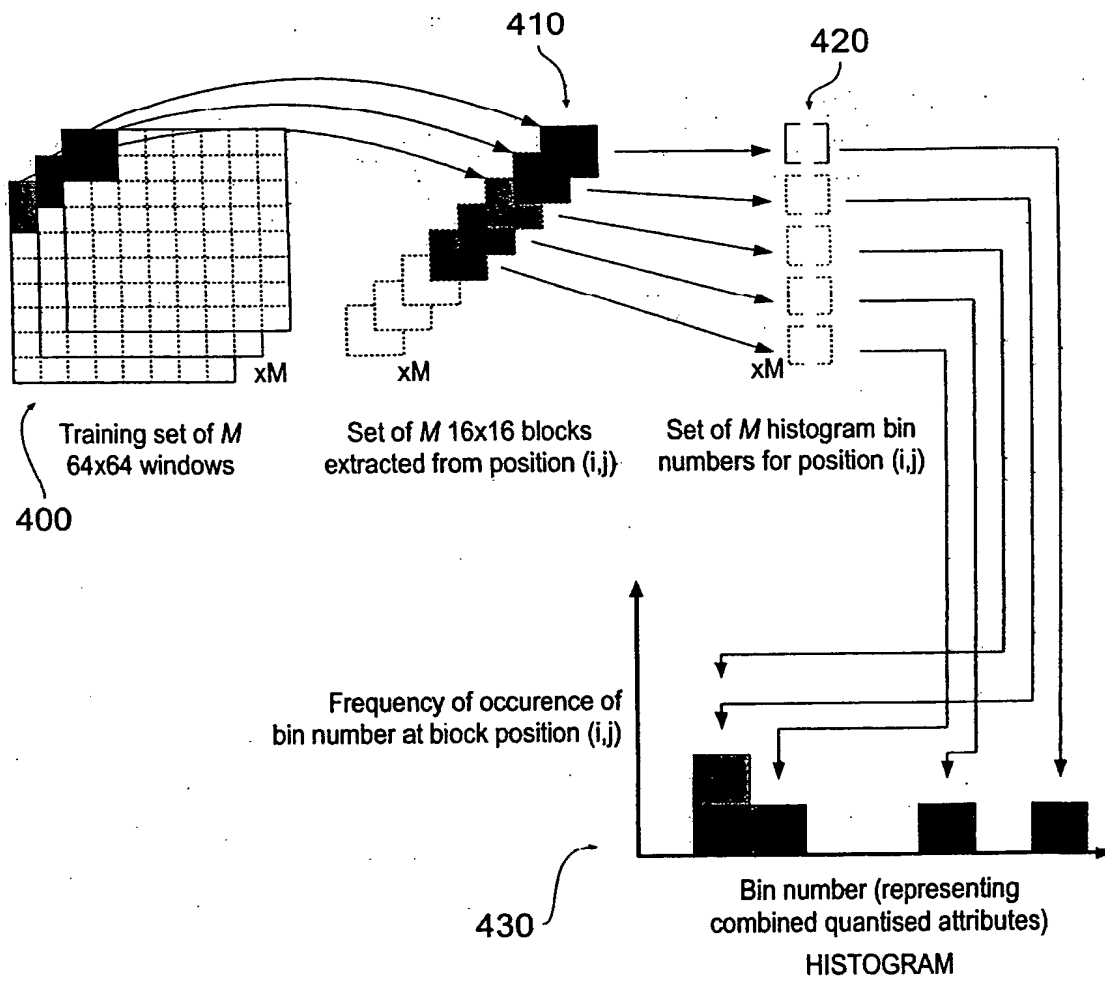 410
420
xM
xM
xM
Training set of M
64x64 windows
Set of M 16x16 blocks
extracted from position (i,j)
Set of M histogram bin
numbers for position (i,j)
400
Frequency of occurence of
bin number at block position (i,j)
430
Bin number (representing
combined quantised attributes)
HISTOGRAM